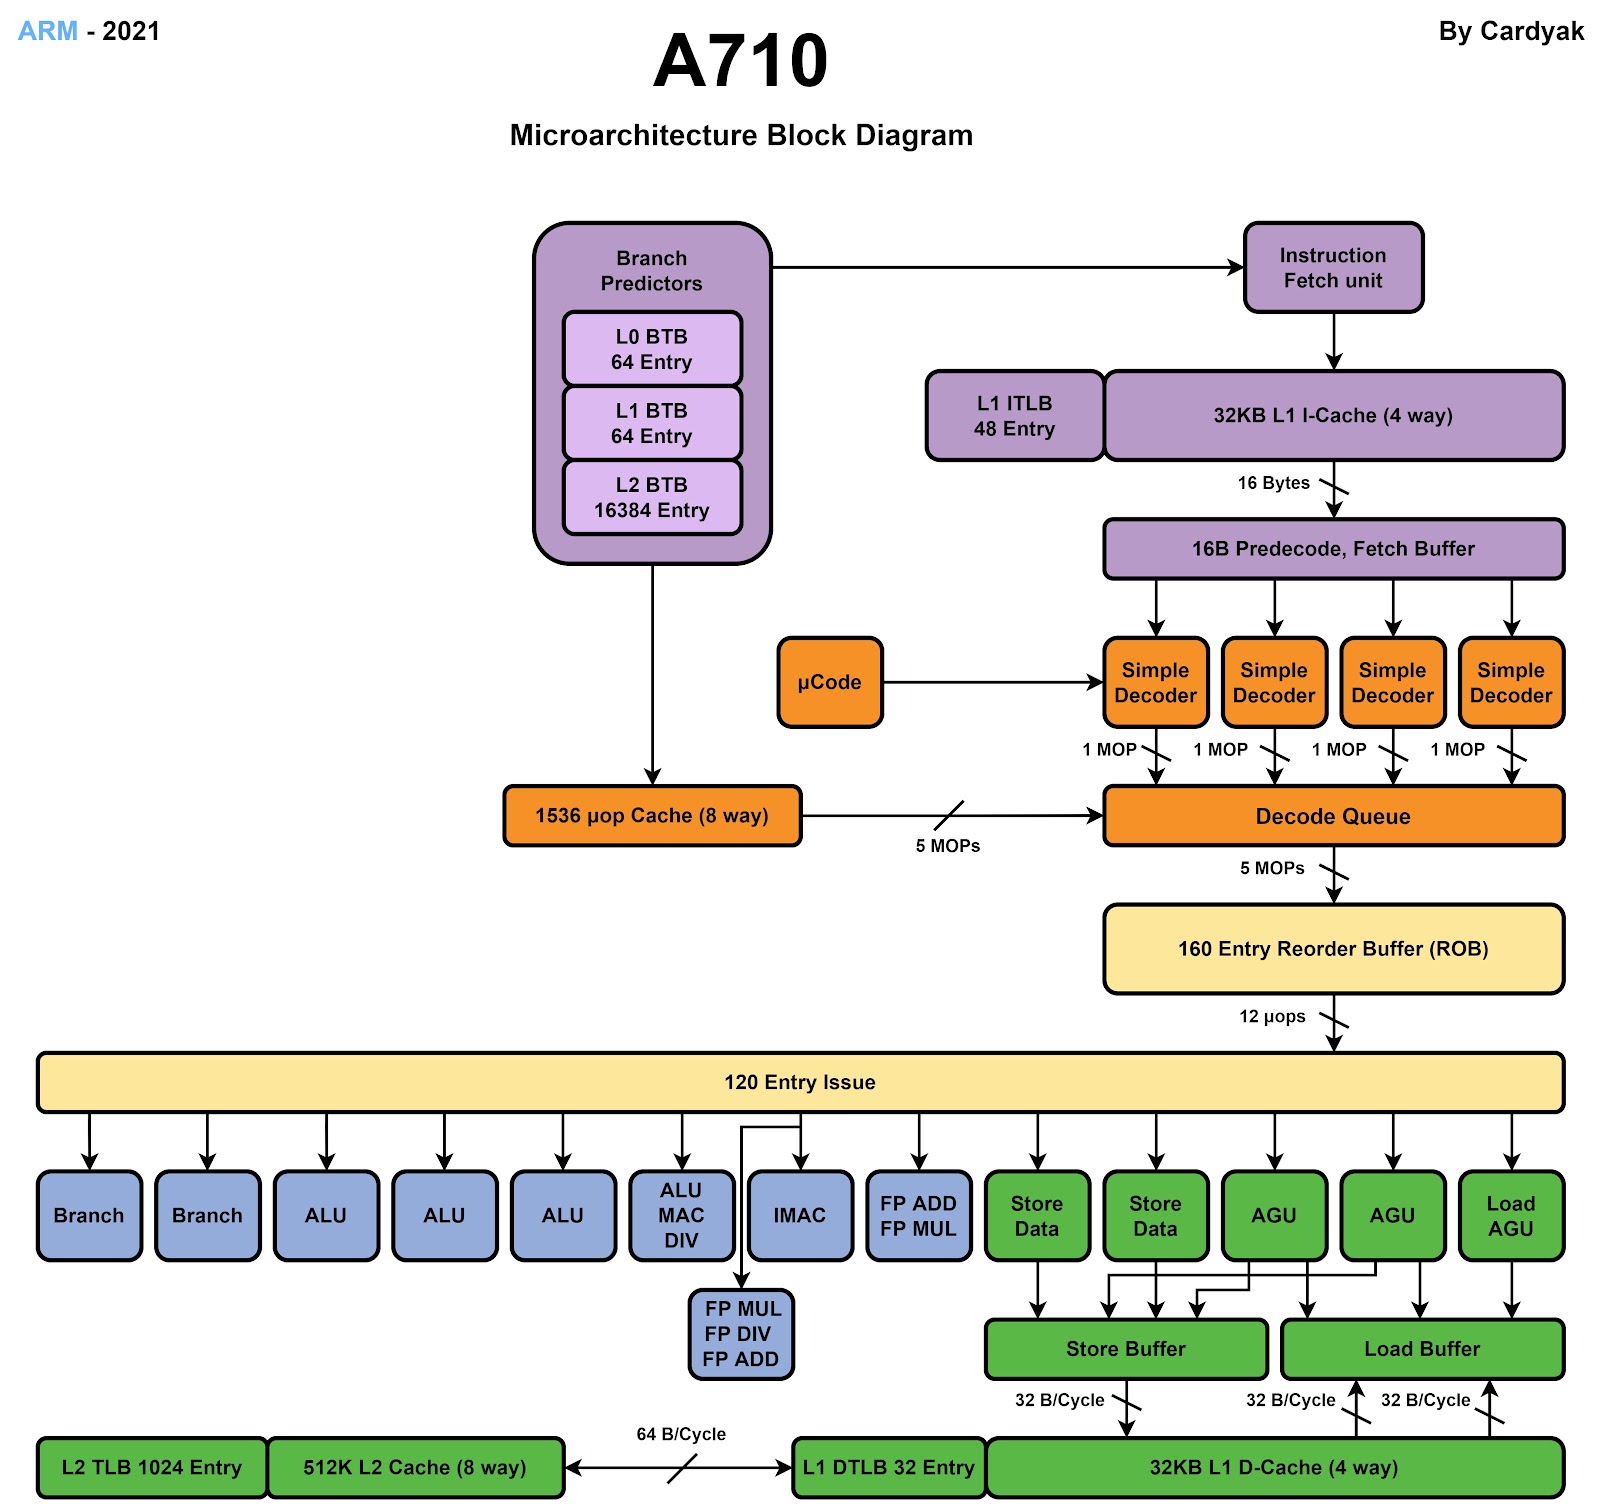 ARM - 2021
By Cardyak
A710
Microarchitecture Block Diagram
Branch
Predictors
L0 BTB
64 Entry
L1 BTB
64 Entry
L2 BTB
16384 Entry
Instruction
Fetch unit
L1 ITLB
48 Entry
32KB L1 I-Cache (4 way)
16 Bytes
16B Predecode, Fetch Buffer
µCode
Simple
Decoder
Simple
Decoder
Simple
Decoder
Simple
Decoder
1 MOP
1 MOP
1 MOP
1 MOP
1536 µop Cache (8 way)
5 MOPs
Decode Queue
5 MOPs
160 Entry Reorder Buffer (ROB)
12 µops
120 Entry Issue
Branch
Branch
ALU
ALU
ALU
ALU
MAC
DIV
IMAC
FP ADD
FP MUL
Store
Data
Store
Data
AGU
AGU
Load
AGU
FP MUL
FP DIV
FP ADD
Store Buffer
Load Buffer
32 B/Cycle
32 B/Cycle
32 B/Cycle
64 B/Cycle
L2 TLB 1024 Entry
512K L2 Cache (8 way)
L1 DTLB 32 Entry
32KB L1 D-Cache (4 way)